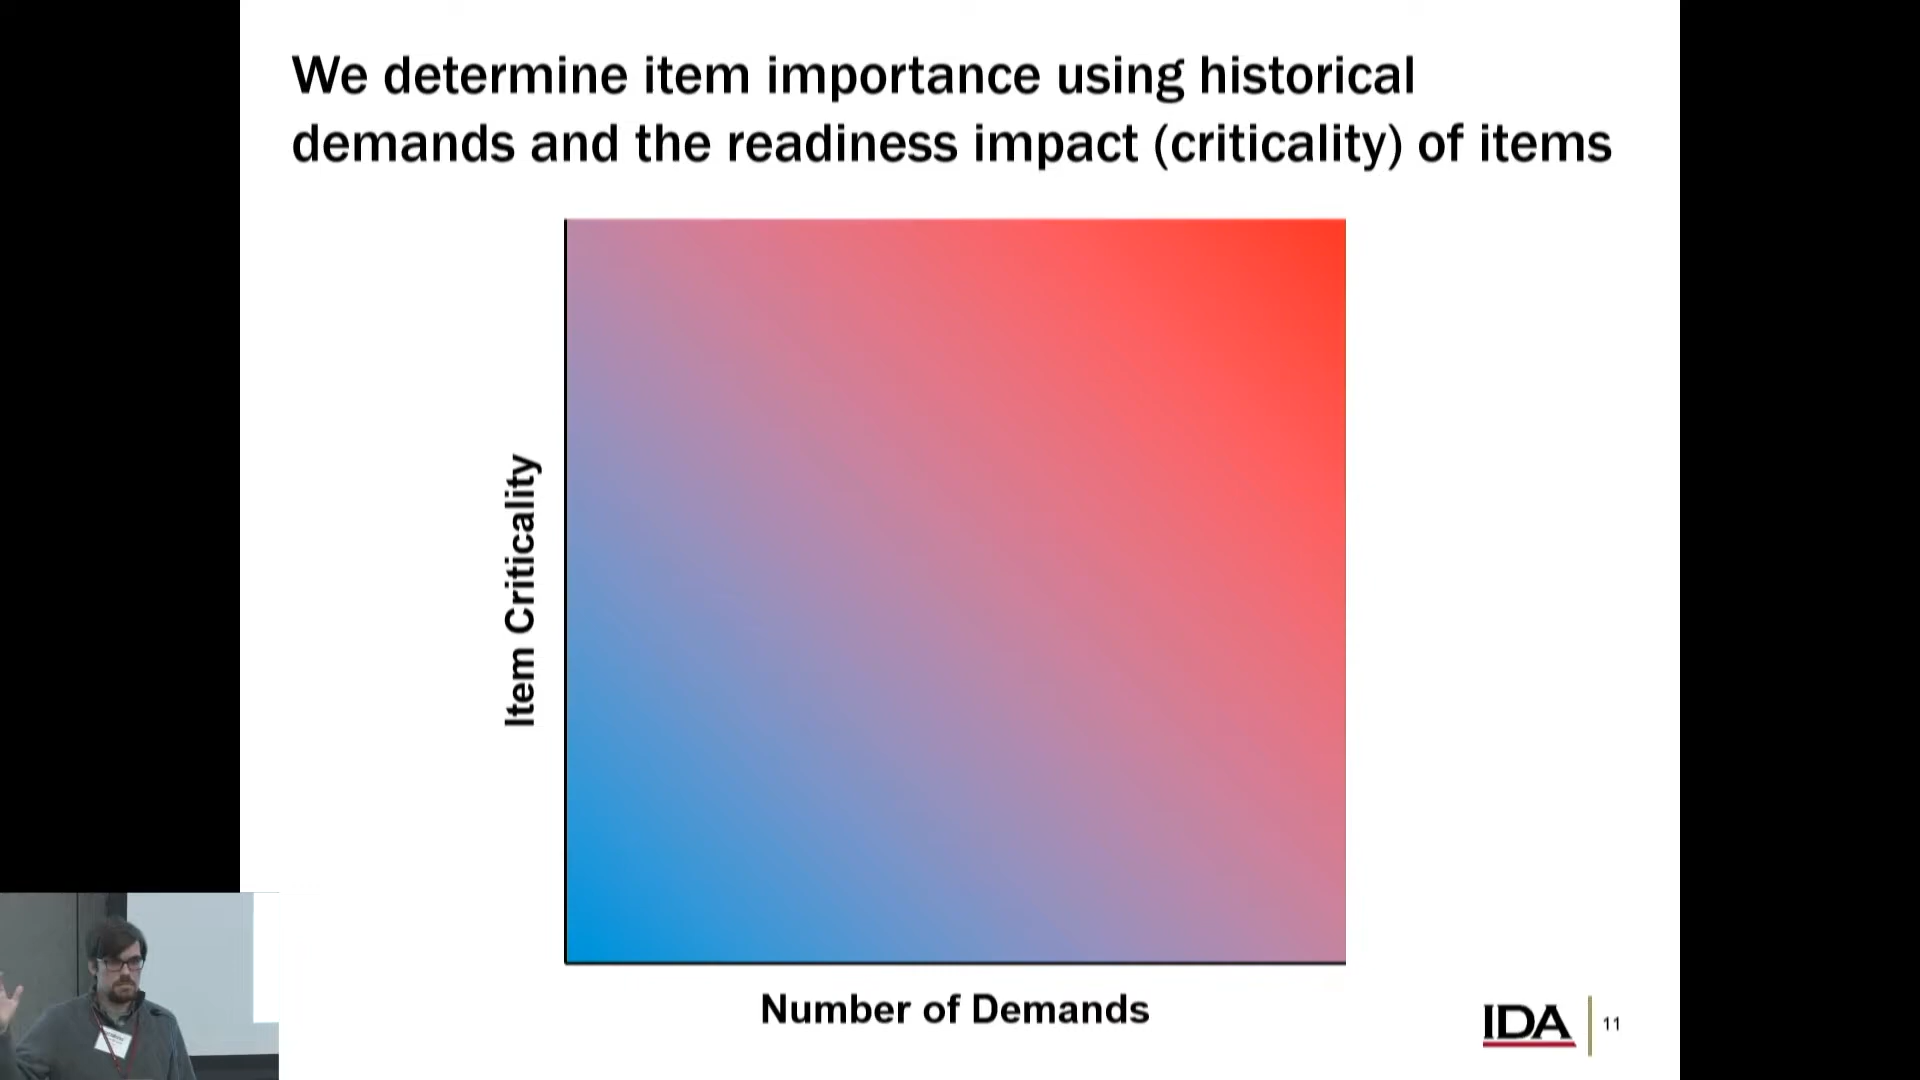 We determine item importance using historical
demands and the readiness impact (criticality) of items
Item Criticality
Number of Demands
IDA
11